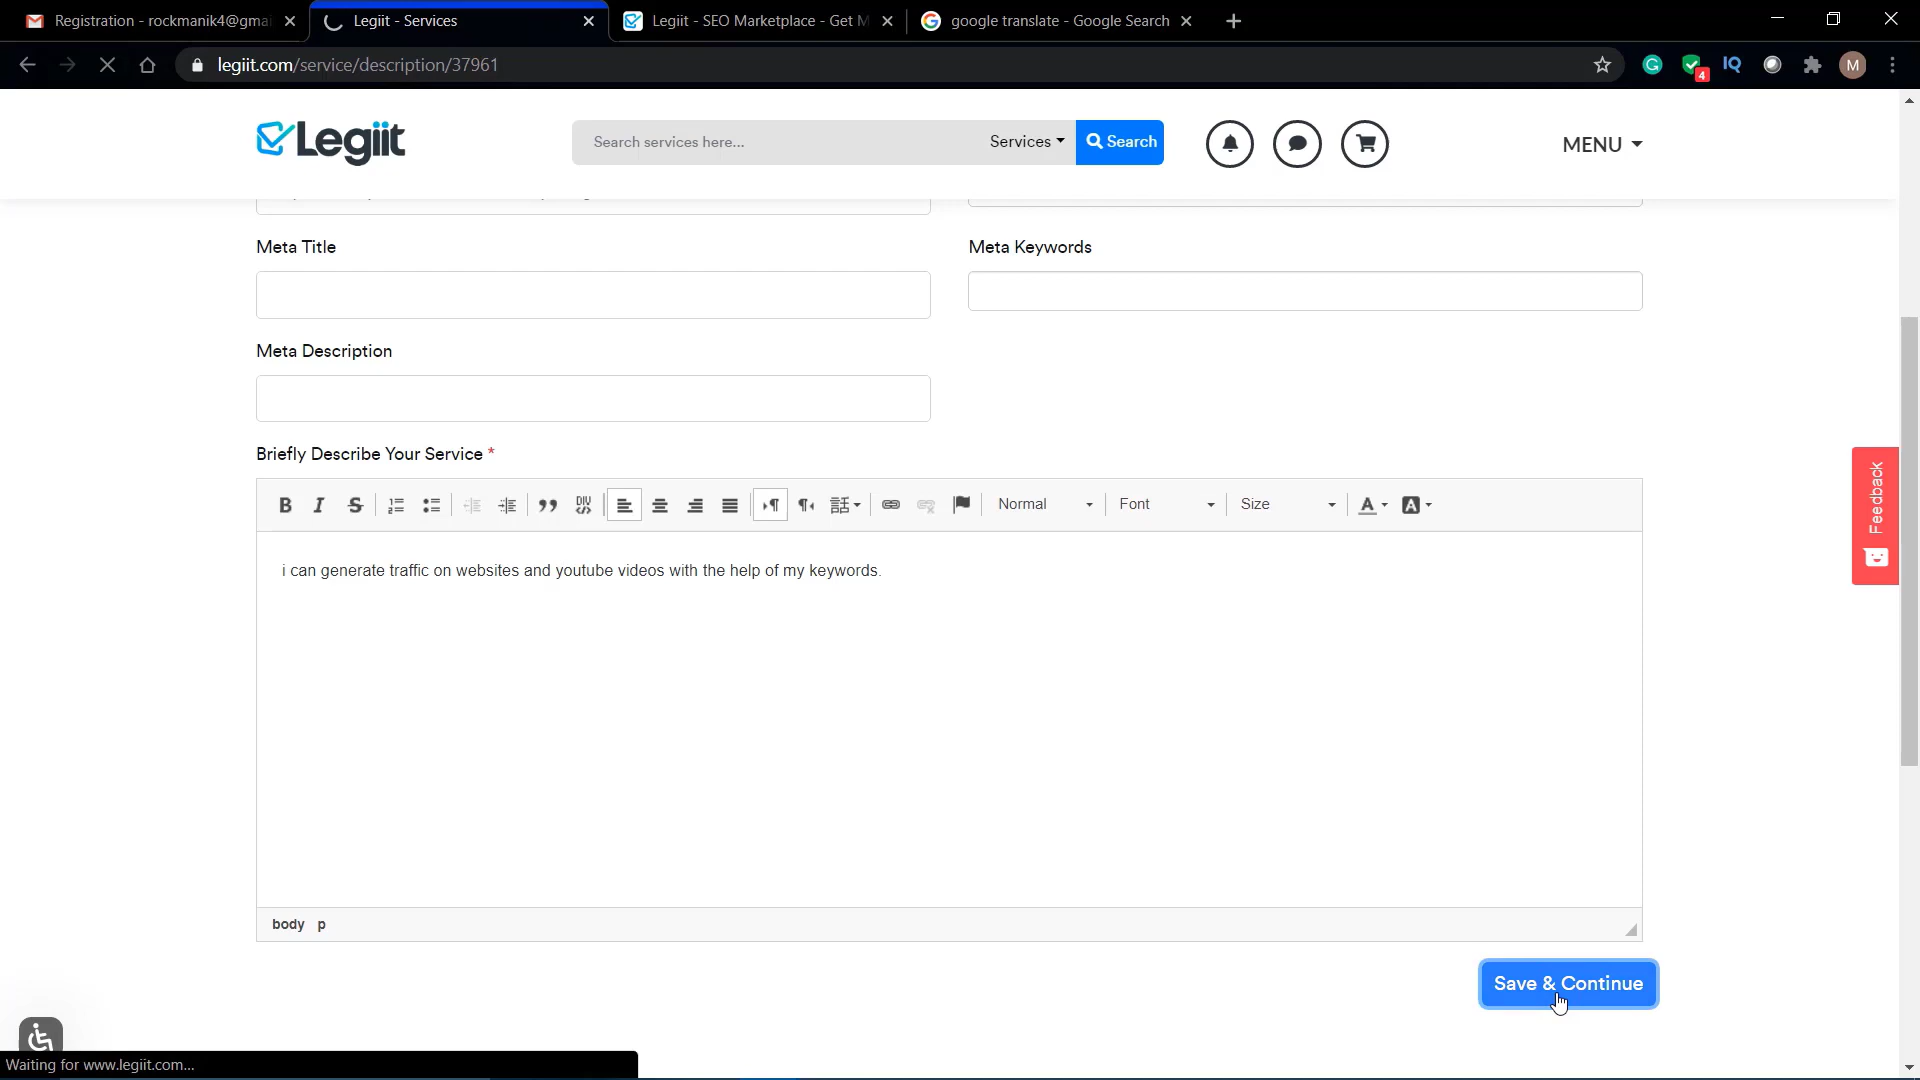 Registration - rockmanik4@gmai
Legiit - Services
Legiit - SEO Marketplace - Get M
google translate - Google Search
legiit.com/service/description/37961
4
IQ
M
Legiit
Search services here...
Services
Search
MENU
Meta Title
Meta Keywords
Meta Description
Briefly Describe Your Service *
Normal
Font
Size
i can generate traffic on websites and youtube videos with the help of my keywords.
body p
Save & Continue
Feedback
Waiting for www.legiit.com...